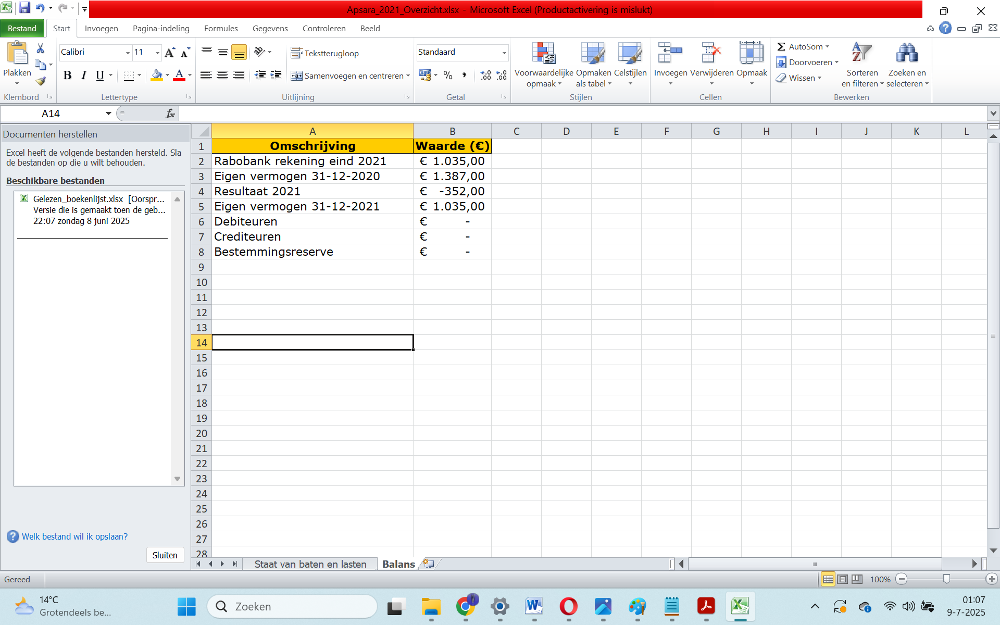 Apsara_2021_Overzicht.xlsx - Microsoft Excel (Productactivering is mislukt)
Bestand Start Invoegen Pagina-indeling Formules Gegevens Controleren Beeld
Plakken
Klembord
Calibri 11
B I U A
Lettertype
Tekstterugloop
Samenvoegen en centreren
Uitlijning
Standaard
%
Getal
Voorwaardelijke opmaak
Opmaken als tabel
Celstijlen
Stijlen
Invoegen Verwijderen Opmaak
Cellen
AutoSom
Doorvoeren
Wissen
Sorteren en filteren
Zoeken en selecteren
Bewerken
A14
fx
Documenten herstellen
Excel heeft de volgende bestanden hersteld. Sla
de bestanden op die u wilt behouden.
Beschikbare bestanden
Gelezen_boekenlijst.xlsx [Oorspr...
Versie die is gemaakt toen de geb...
22:07 zondag 8 juni 2025
Welk bestand wil ik opslaan?
Sluiten
A B C D E F G H I J K L
1 Omschrijving Waarde (€)
2 Rabobank rekening eind 2021 € 1.035,00
3 Eigen vermogen 31-12-2020 € 1.387,00
4 Resultaat 2021 € -352,00
5 Eigen vermogen 31-12-2021 € 1.035,00
6 Debiteuren € -
7 Crediteuren € -
8 Bestemmingsreserve € -
9
10
11
12
13
14
15
16
17
18
19
20
21
22
23
24
25
26
27
28
Staat van baten en lasten Balans
Gereed
100%
14°C
Grotendeels be...
Zoeken
01:07
9-7-2025